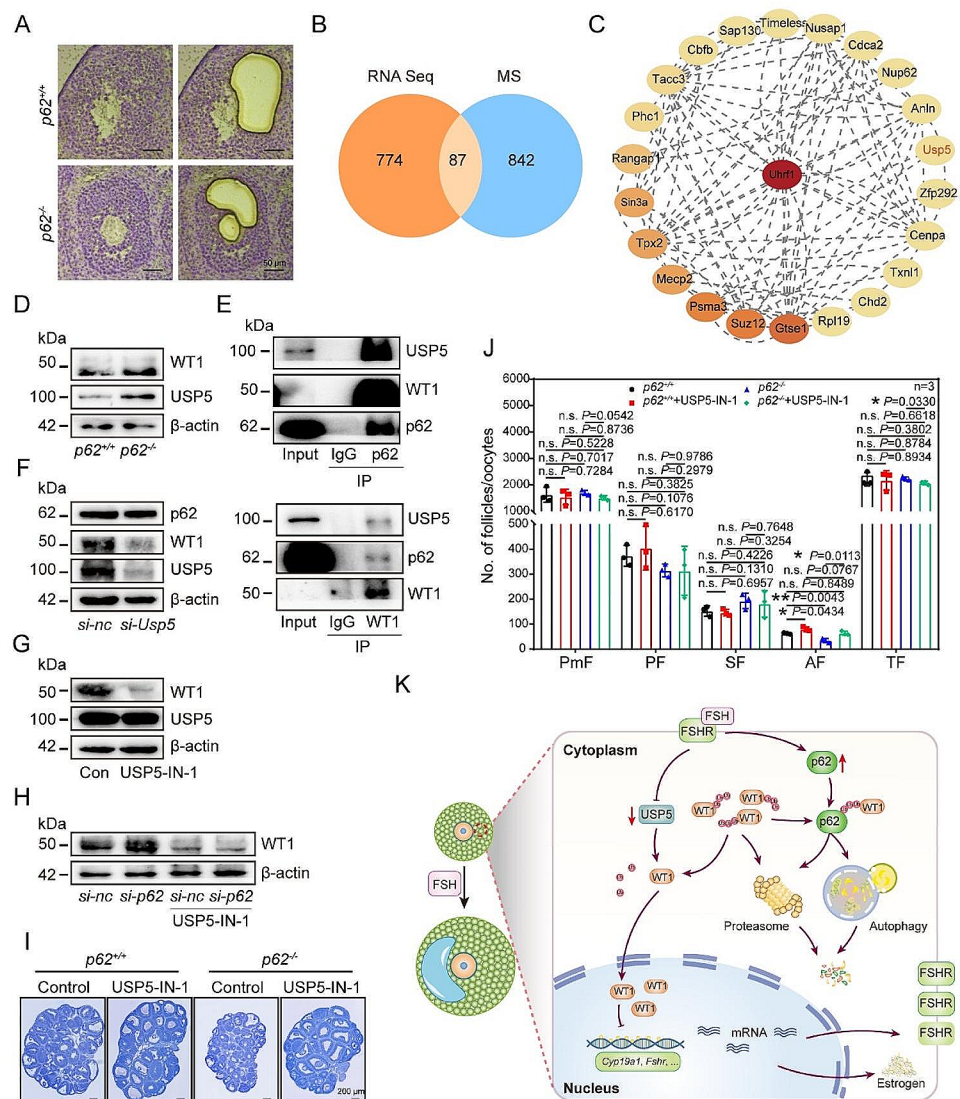 A
p62+/+
p62-/-
50 μm
B
RNA Seq
MS
774
87
842
C
Timeless
Sap130
Nusap1
Cbfb
Cdca2
Tacc3
Nup62
Phc1
Anln
Rangap1
Usp5
Uhrf1
Sin3a
Zfp292
Tpx2
Cenpa
Mecp2
Txnl1
Psma3
Chd2
Suz12
Gtse1
Rpl19
D
kDa
50
WT1
100
USP5
42
β-actin
p62+/+ p62-/-
E
kDa
100
USP5
50
WT1
62
p62
Input IgG p62
IP
100
USP5
62
p62
50
WT1
Input IgG WT1
IP
F
kDa
62
p62
50
WT1
100
USP5
42
β-actin
si-nc si-Usp5
G
kDa
50
WT1
100
USP5
42
β-actin
Con USP5-IN-1
H
kDa
50
WT1
42
β-actin
si-nc si-p62 si-nc si-p62
USP5-IN-1
I
p62+/+
p62-/-
Control USP5-IN-1 Control USP5-IN-1
200 μm
J
No. of follicles/oocytes
6000
5000
4000
3000
2000
1000
500
400
300
200
100
0
p62+/+
p62-/-
n=3
p62+/++USP5-IN-1
p62-/-+USP5-IN-1
n.s. P=0.0542
n.s. P=0.8736
n.s. P=0.5228
n.s. P=0.7017
n.s. P=0.7284
n.s. P=0.9786
n.s. P=0.2979
n.s. P=0.3825
n.s. P=0.1076
n.s. P=0.6170
n.s. P=0.7648
n.s. P=0.3254
n.s. P=0.4226
n.s. P=0.1310
n.s. P=0.6957
* P=0.0113
n.s. P=0.0767
n.s. P=0.8489
** P=0.0043
* P=0.0434
* P=0.0330
n.s. P=0.6618
n.s. P=0.3802
n.s. P=0.8784
n.s. P=0.8934
PmF
PF
SF
AF
TF
K
FSH
FSHR
Cytoplasm
p62
USP5
WT1
WT1
WT1
WT1
p62
WT1
FSH
Proteasome
Autophagy
FSHR
FSHR
FSHR
WT1
WT1
WT1
mRNA
Cyp19a1, Fshr, ...
Estrogen
Nucleus